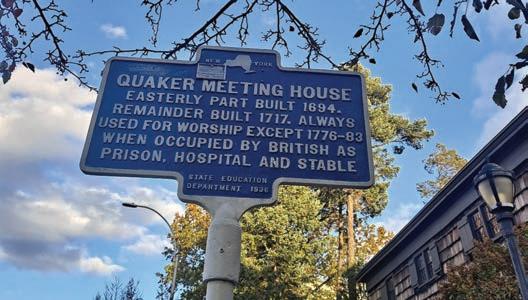 NEW YORK
QUAKER MEETING HOUSE
EASTERLY PART BUILT 1694.
REMAINDER BUILT 1717. ALWAYS
USED FOR WORSHIP EXCEPT 1776-83
WHEN OCCUPIED BY BRITISH AS
PRISON, HOSPITAL AND STABLE
STATE EDUCATION
DEPARTMENT 1936